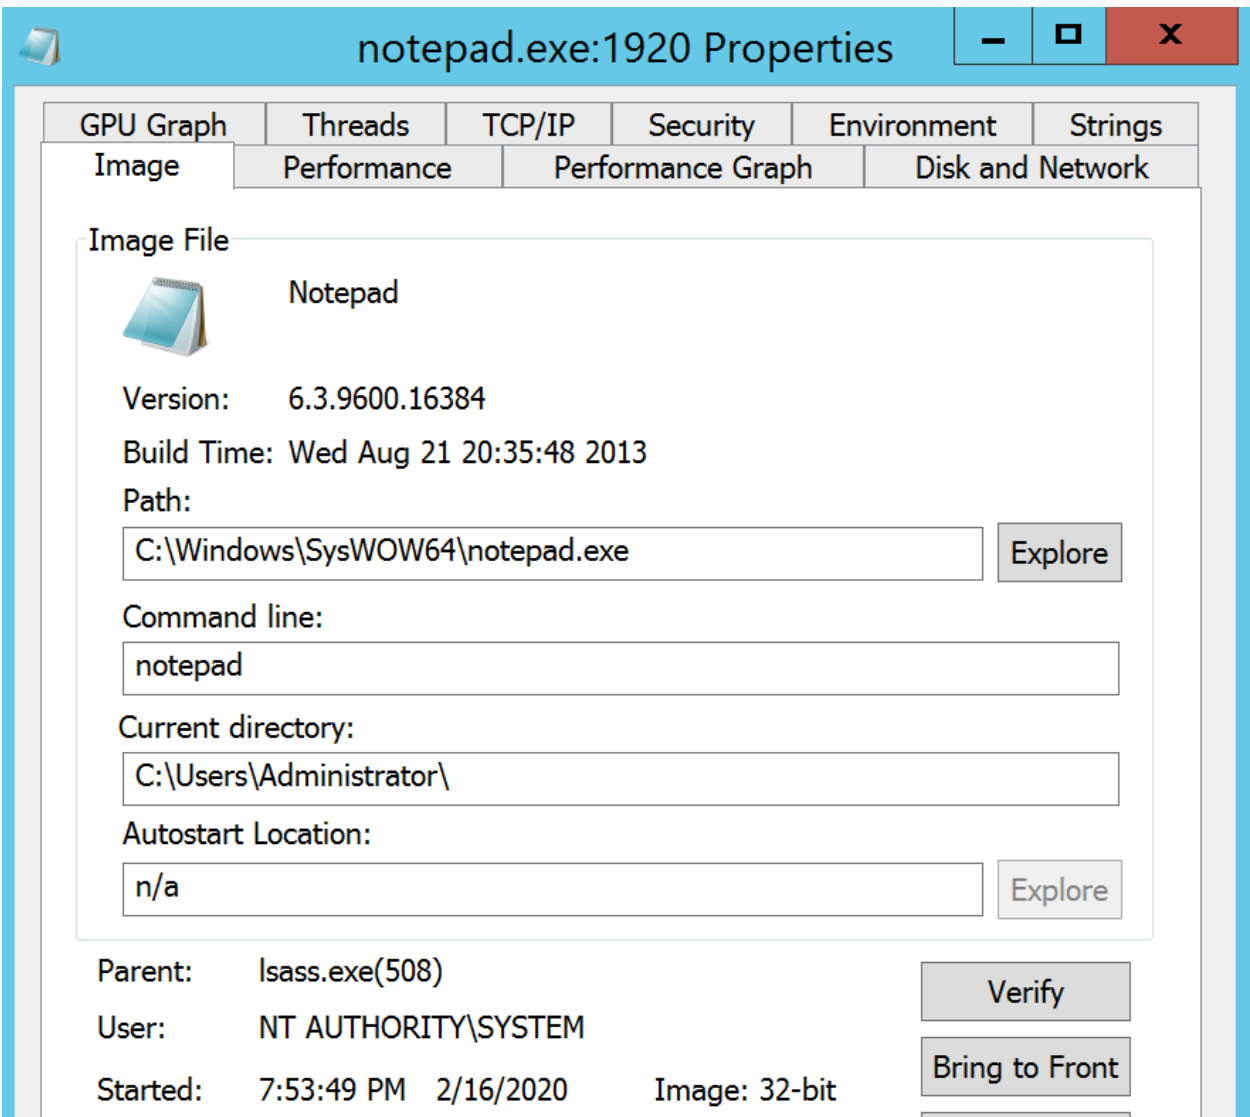 notepad.exe:1920 Properties
GPU Graph Threads TCP/IP Security Environment Strings
Image Performance Performance Graph Disk and Network
Image File
Notepad
Version: 6.3.9600.16384
Build Time: Wed Aug 21 20:35:48 2013
Path:
C:\Windows\SysWOW64\notepad.exe Explore
Command line:
notepad
Current directory:
C:\Users\Administrator\
Autostart Location:
n/a Explore
Parent: lsass.exe(508)
Verify
User: NT AUTHORITY\SYSTEM
Bring to Front
Started: 7:53:49 PM 2/16/2020 Image: 32-bit